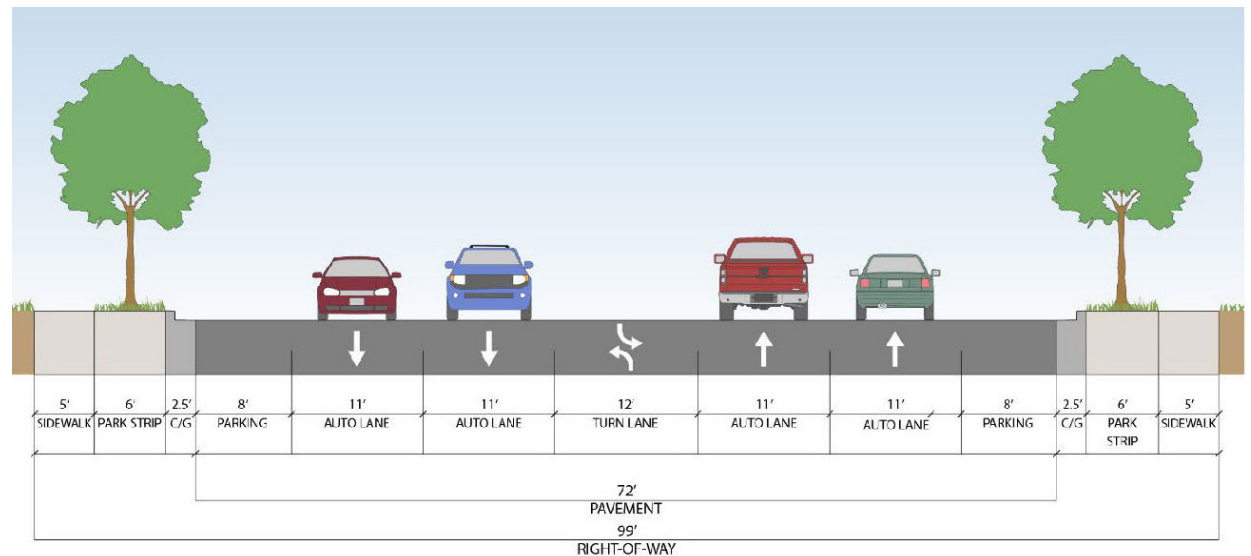 5' 6' 2.5' 8' 11' 11' 12' 11' 11' 8' 2.5' 6' 5'
SIDEWALK PARK STRIP C/G PARKING AUTO LANE AUTO LANE TURN LANE AUTO LANE AUTO LANE PARKING C/G PARK SIDEWALK
STRIP
72'
PAVEMENT
99'
RIGHT-OF-WAY